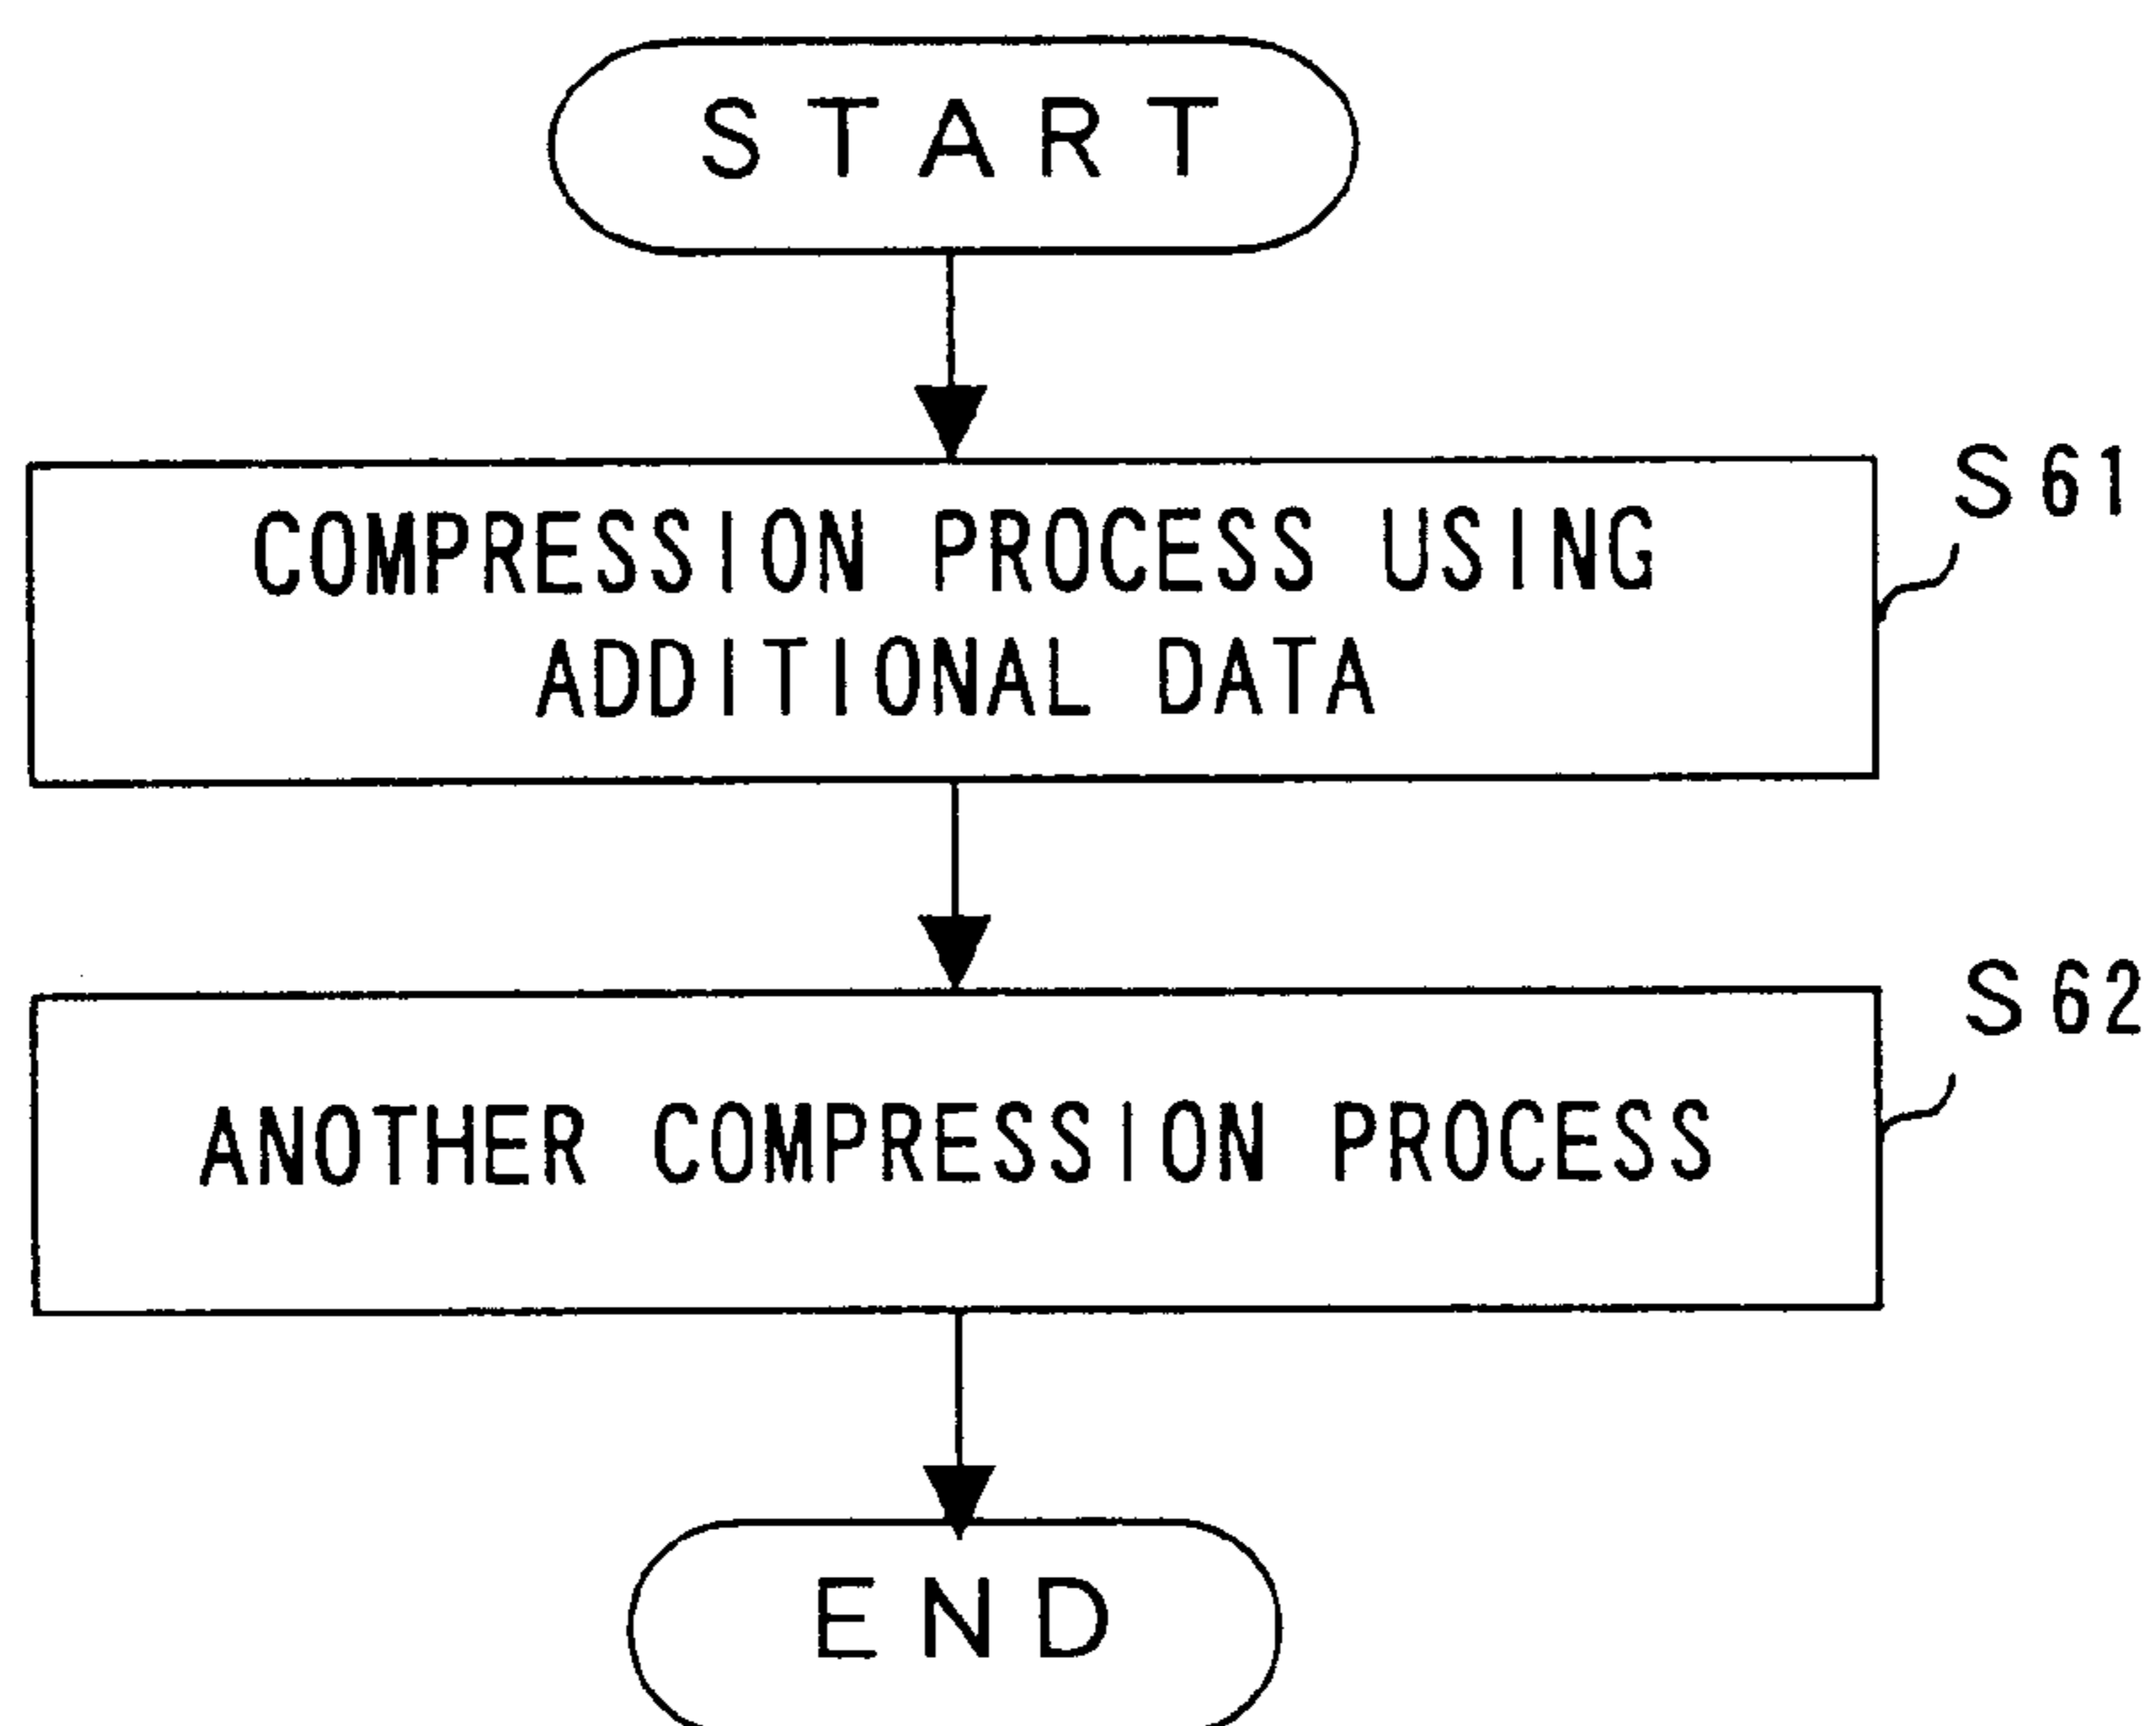 START
S61
COMPRESSION PROCESS USING
ADDITIONAL DATA
S62
ANOTHER COMPRESSION PROCESS
END